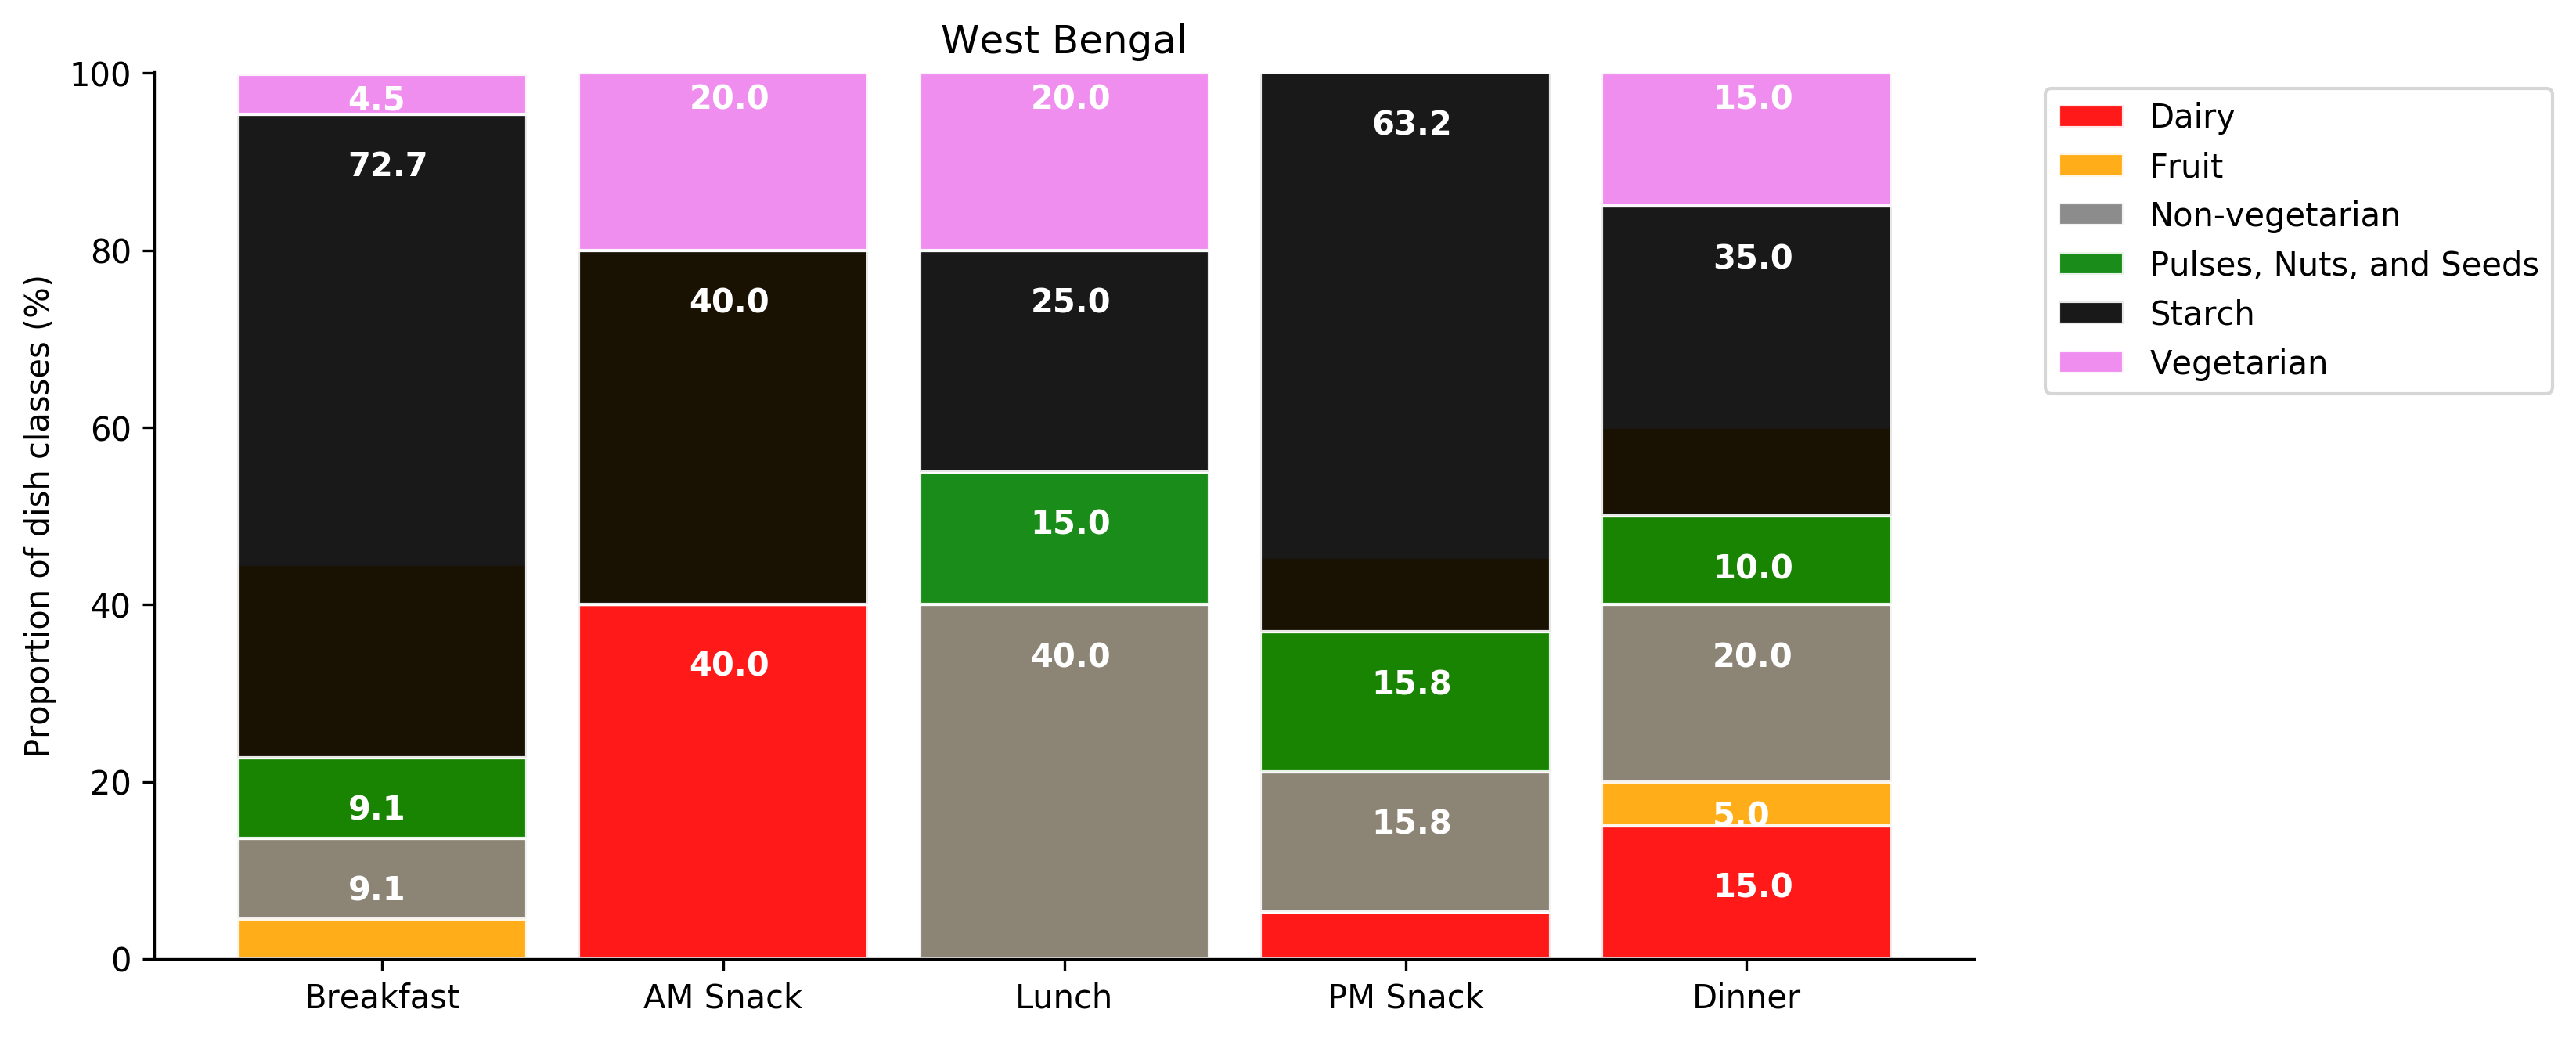 West Bengal
Proportion of dish classes (%)
100
80
60
40
20
0
4.5
72.7
9.1
9.1
20.0
40.0
40.0
20.0
25.0
15.0
40.0
63.2
15.8
15.8
15.0
35.0
10.0
20.0
5.0
15.0
Breakfast
AM Snack
Lunch
PM Snack
Dinner
Dairy
Fruit
Non-vegetarian
Pulses, Nuts, and Seeds
Starch
Vegetarian